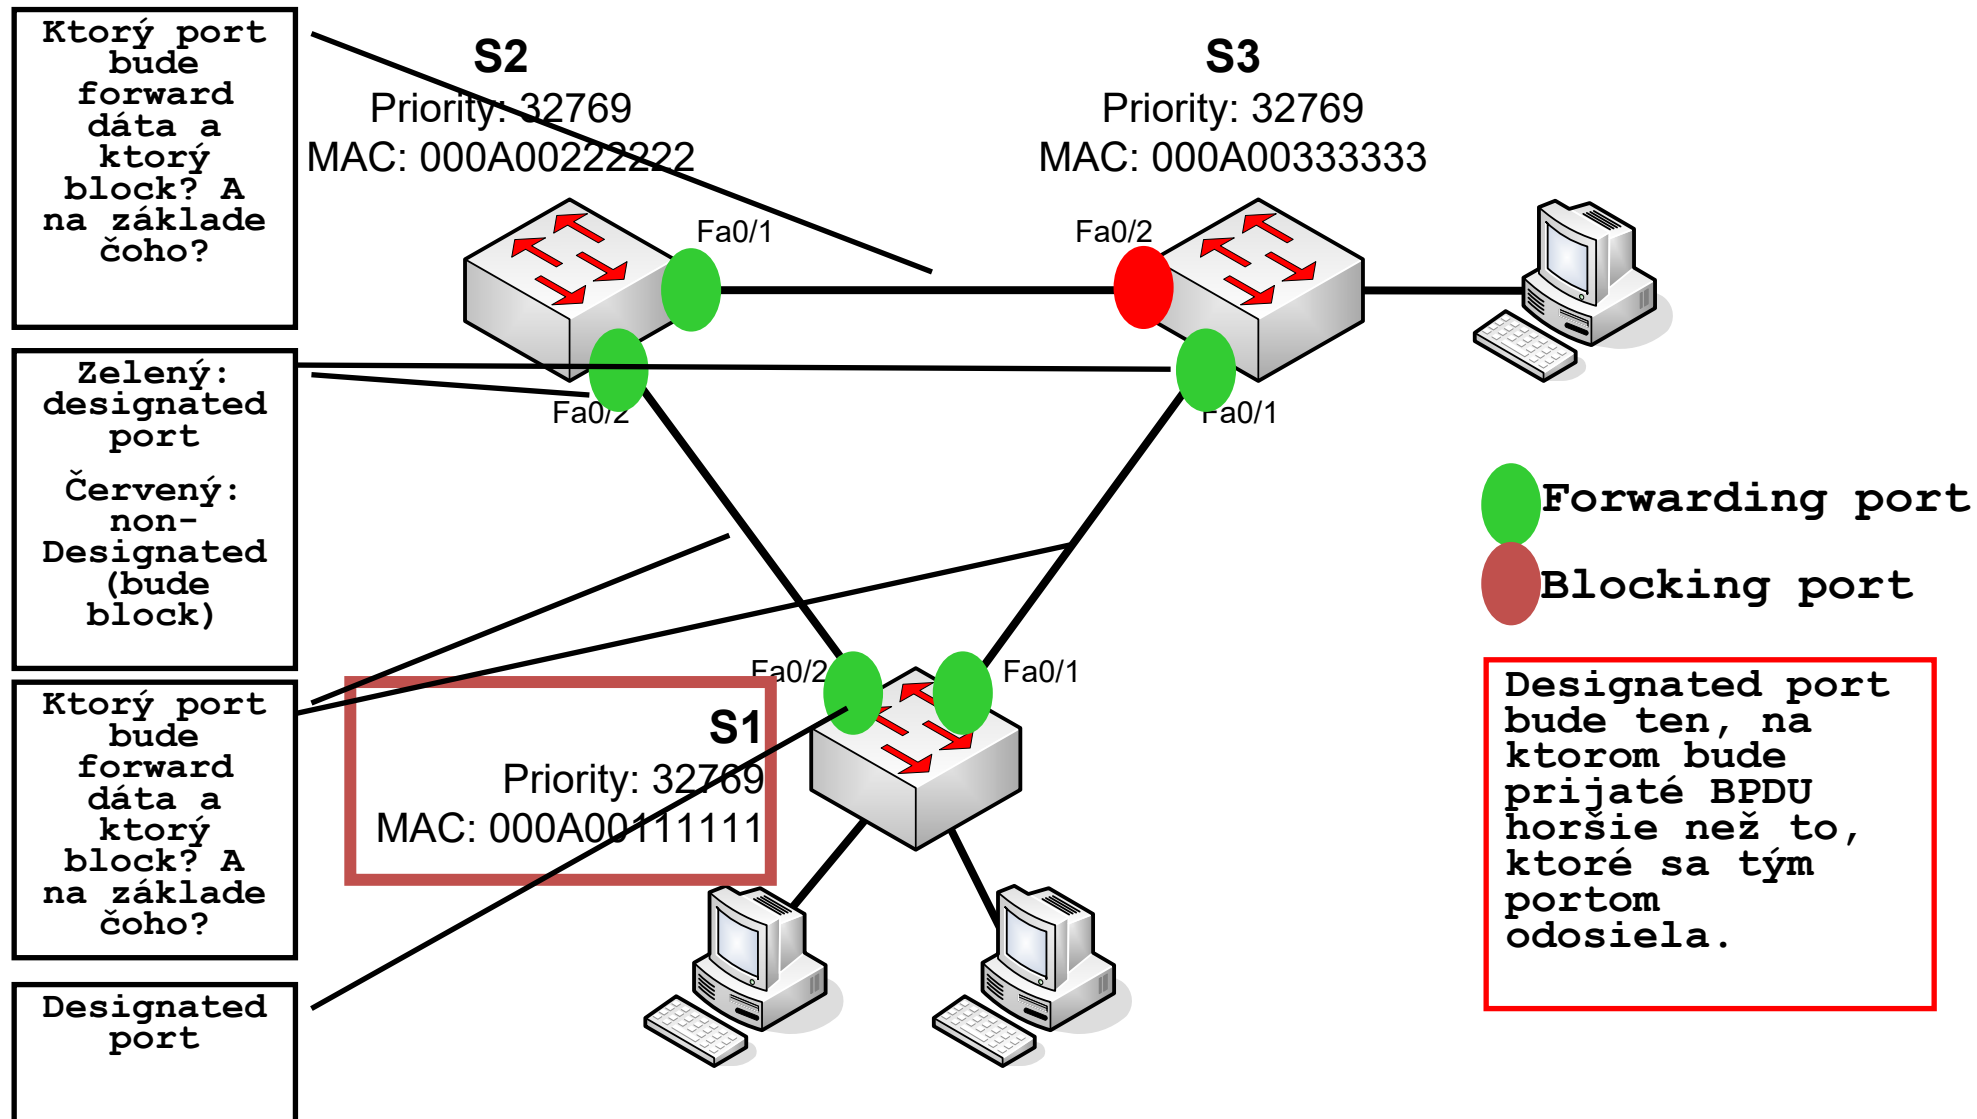 Ktorý port
bude
forward
dáta a
ktorý
block? A
na základe
čoho?
S2
Priority: 32769
MAC: 000A00222222
S3
Priority: 32769
MAC: 000A00333333
Fa0/1
Fa0/2
Fa0/2
Fa0/1
Zelený:
designated
port
Červený:
non-
Designated
(bude
block)
Forwarding port
Blocking port
Fa0/2
Fa0/1
S1
Priority: 32769
MAC: 000A00111111
Ktorý port
bude
forward
dáta a
ktorý
block? A
na základe
čoho?
Designated port
bude ten, na
ktorom bude
prijaté BPDU
horšie než to,
ktoré sa tým
portom
odosiela.
Designated
port